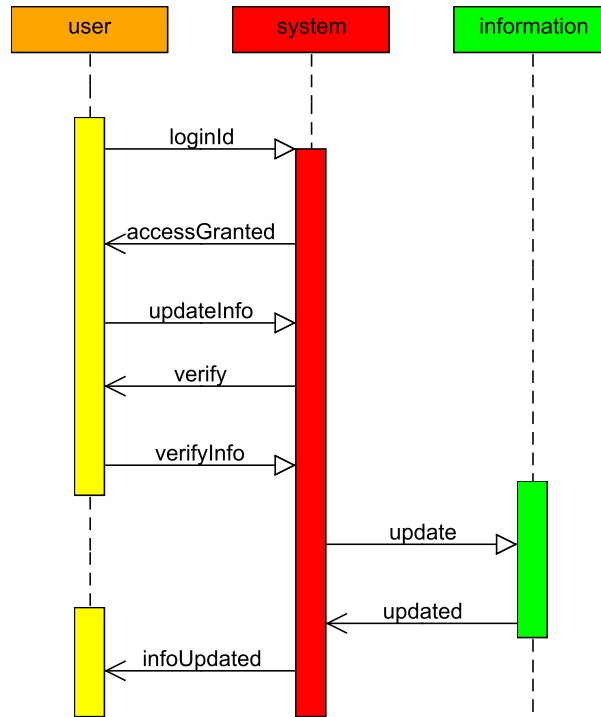 user
system
information
loginId
accessGranted
updateInfo
verify
verifyInfo
update
updated
infoUpdated